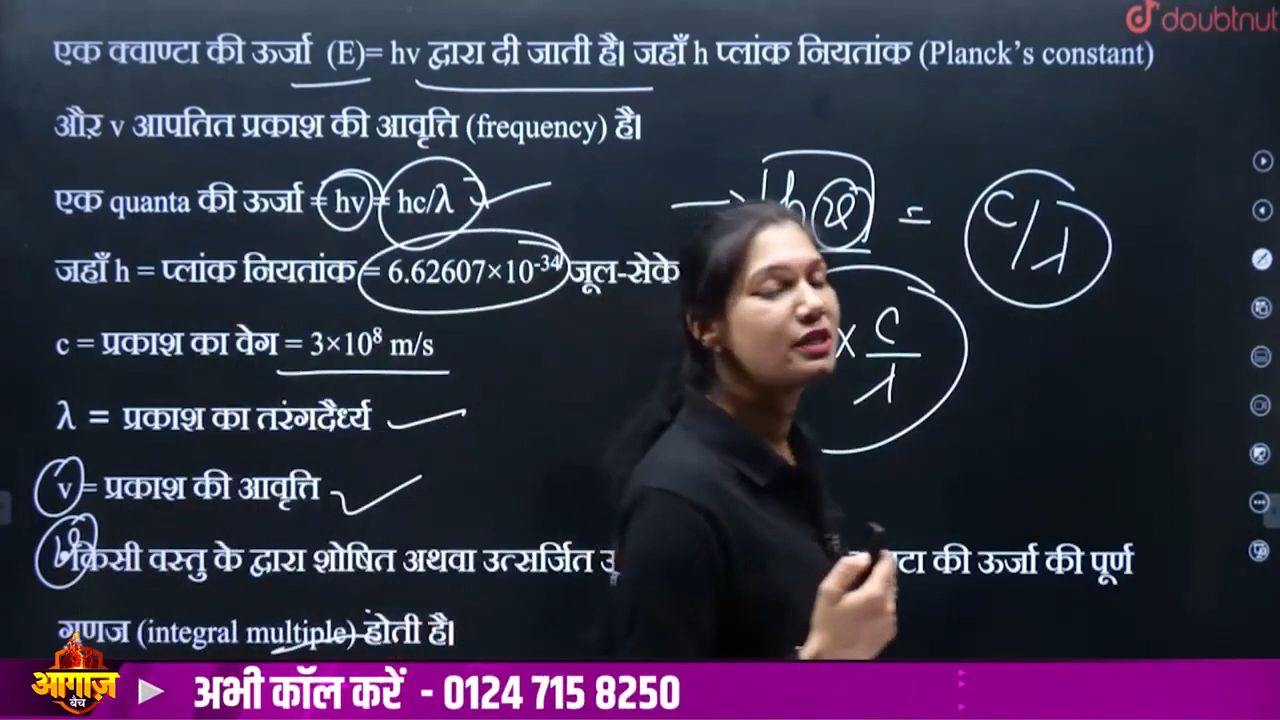 doubtnut
एक क्वाण्टा की ऊर्जा (E)= hv द्वारा दी जाती है। जहाँ h प्लांक नियतांक (Planck's constant)
और v आपतित प्रकाश की आवृत्ति (frequency) है।
एक quanta की ऊर्जा = hv = hc/λ
hν = c/λ
जहाँ h = प्लांक नियतांक = 6.62607×10⁻³⁴ जूल-सेके
× c/λ
c = प्रकाश का वेग = 3×10⁸ m/s
λ = प्रकाश का तरंगदैर्ध्य
v = प्रकाश की आवृत्ति
किसी वस्तु के द्वारा शोषित अथवा उत्सर्जित की ऊर्जा की पूर्ण
गुणज (integral multiple) होती है।
आगाज़
बैच
अभी कॉल करें - 0124 715 8250